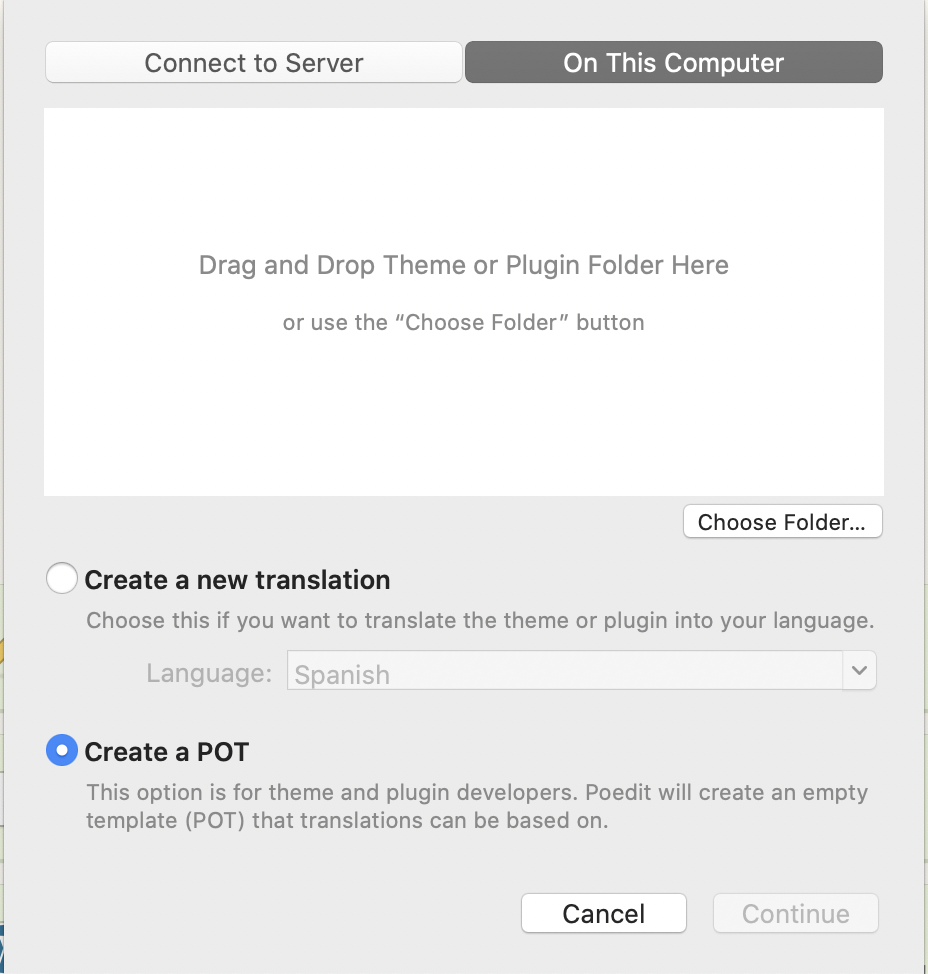 Connect to Server
On This Computer
Drag and Drop Theme or Plugin Folder Here
or use the “Choose Folder” button
Choose Folder...
Create a new translation
Choose this if you want to translate the theme or plugin into your language.
Language: Spanish
Create a POT
This option is for theme and plugin developers. Poedit will create an empty
template (POT) that translations can be based on.
Cancel
Continue